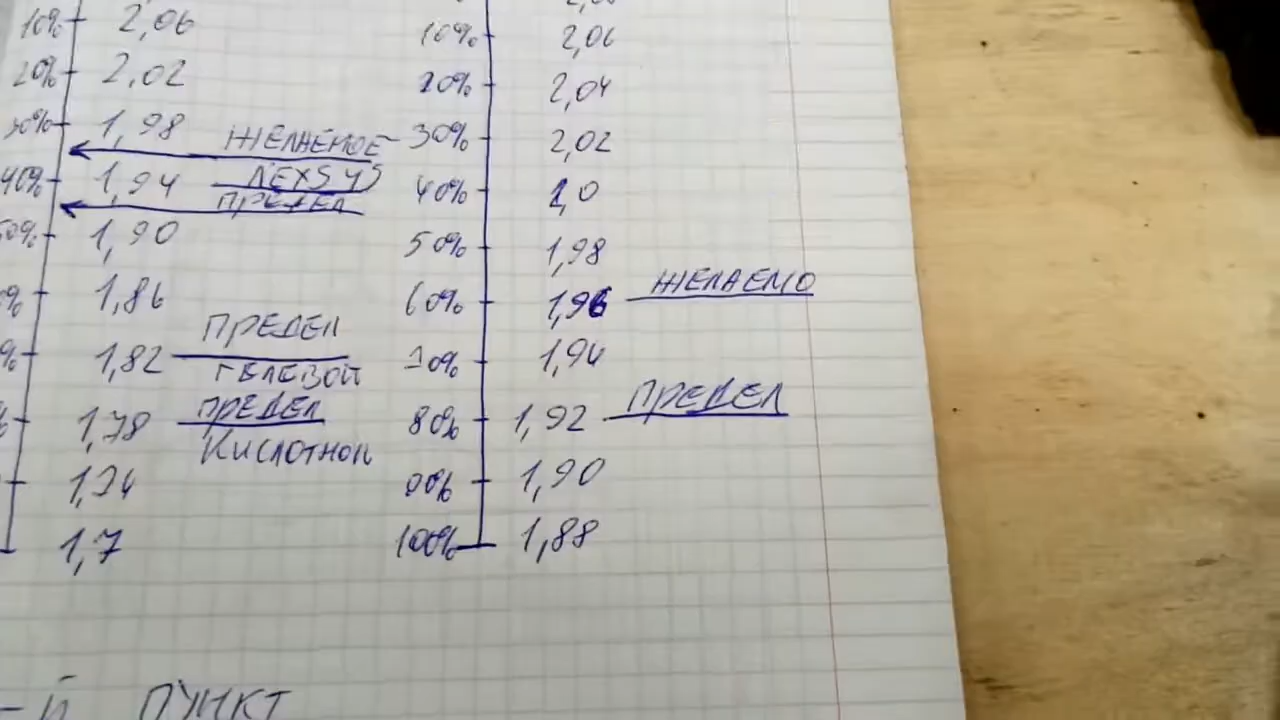 10% 2,06
20% 2,02
30% 1,98
ЖЕЛАЕМОЕ
40% 1,94
NEXSYS
ПРЕДЕЛ
50% 1,90
% 1,86
ПРЕДЕЛ
% 1,82
ГЕЛЕВОЙ
ПРЕДЕЛ
% 1,78
КИСЛОТНОЙ
1,74
1,7
10% 2,06
20% 2,04
30% 2,02
40% 2,0
50% 1,98
60% 1,96 ЖЕЛАЕМО
70% 1,94
80% 1,92 ПРЕДЕЛ
90% 1,90
100% 1,88
-й ПУНКТ